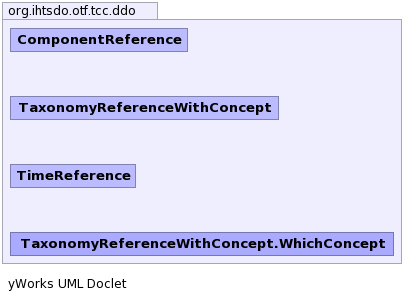 org.ihtsdo.otf.tcc.ddo
ComponentReference
TaxonomyReferenceWithConcept
TimeReference
TaxonomyReferenceWithConcept.WhichConcept
yWorks UML Doclet